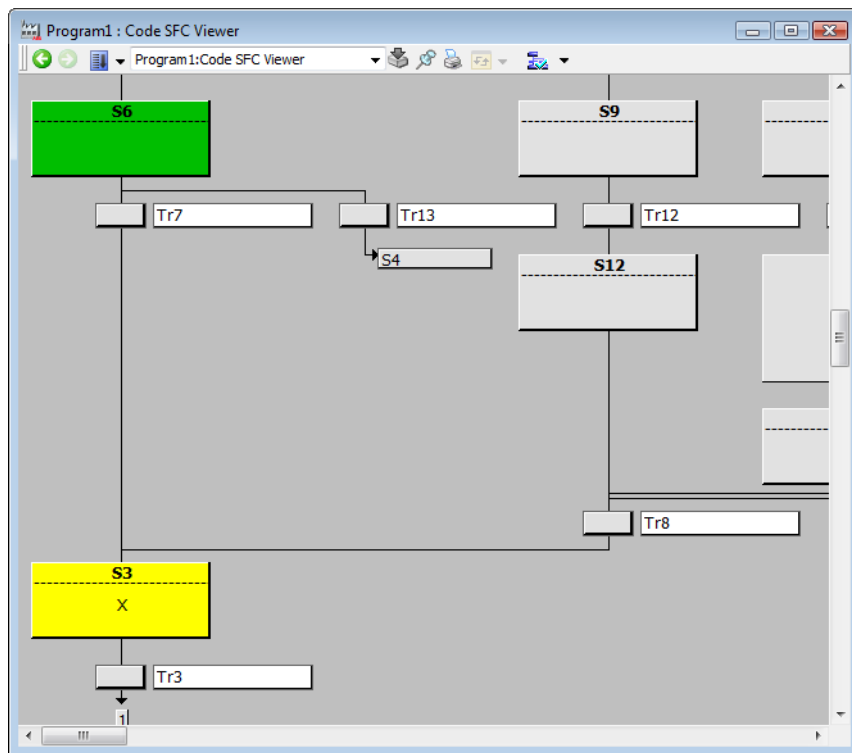 Program1 : Code SFC Viewer
Program1:Code SFC Viewer
S6
S9
Tr7
Tr13
Tr12
S4
S12
Tr8
S3
X
Tr3
1